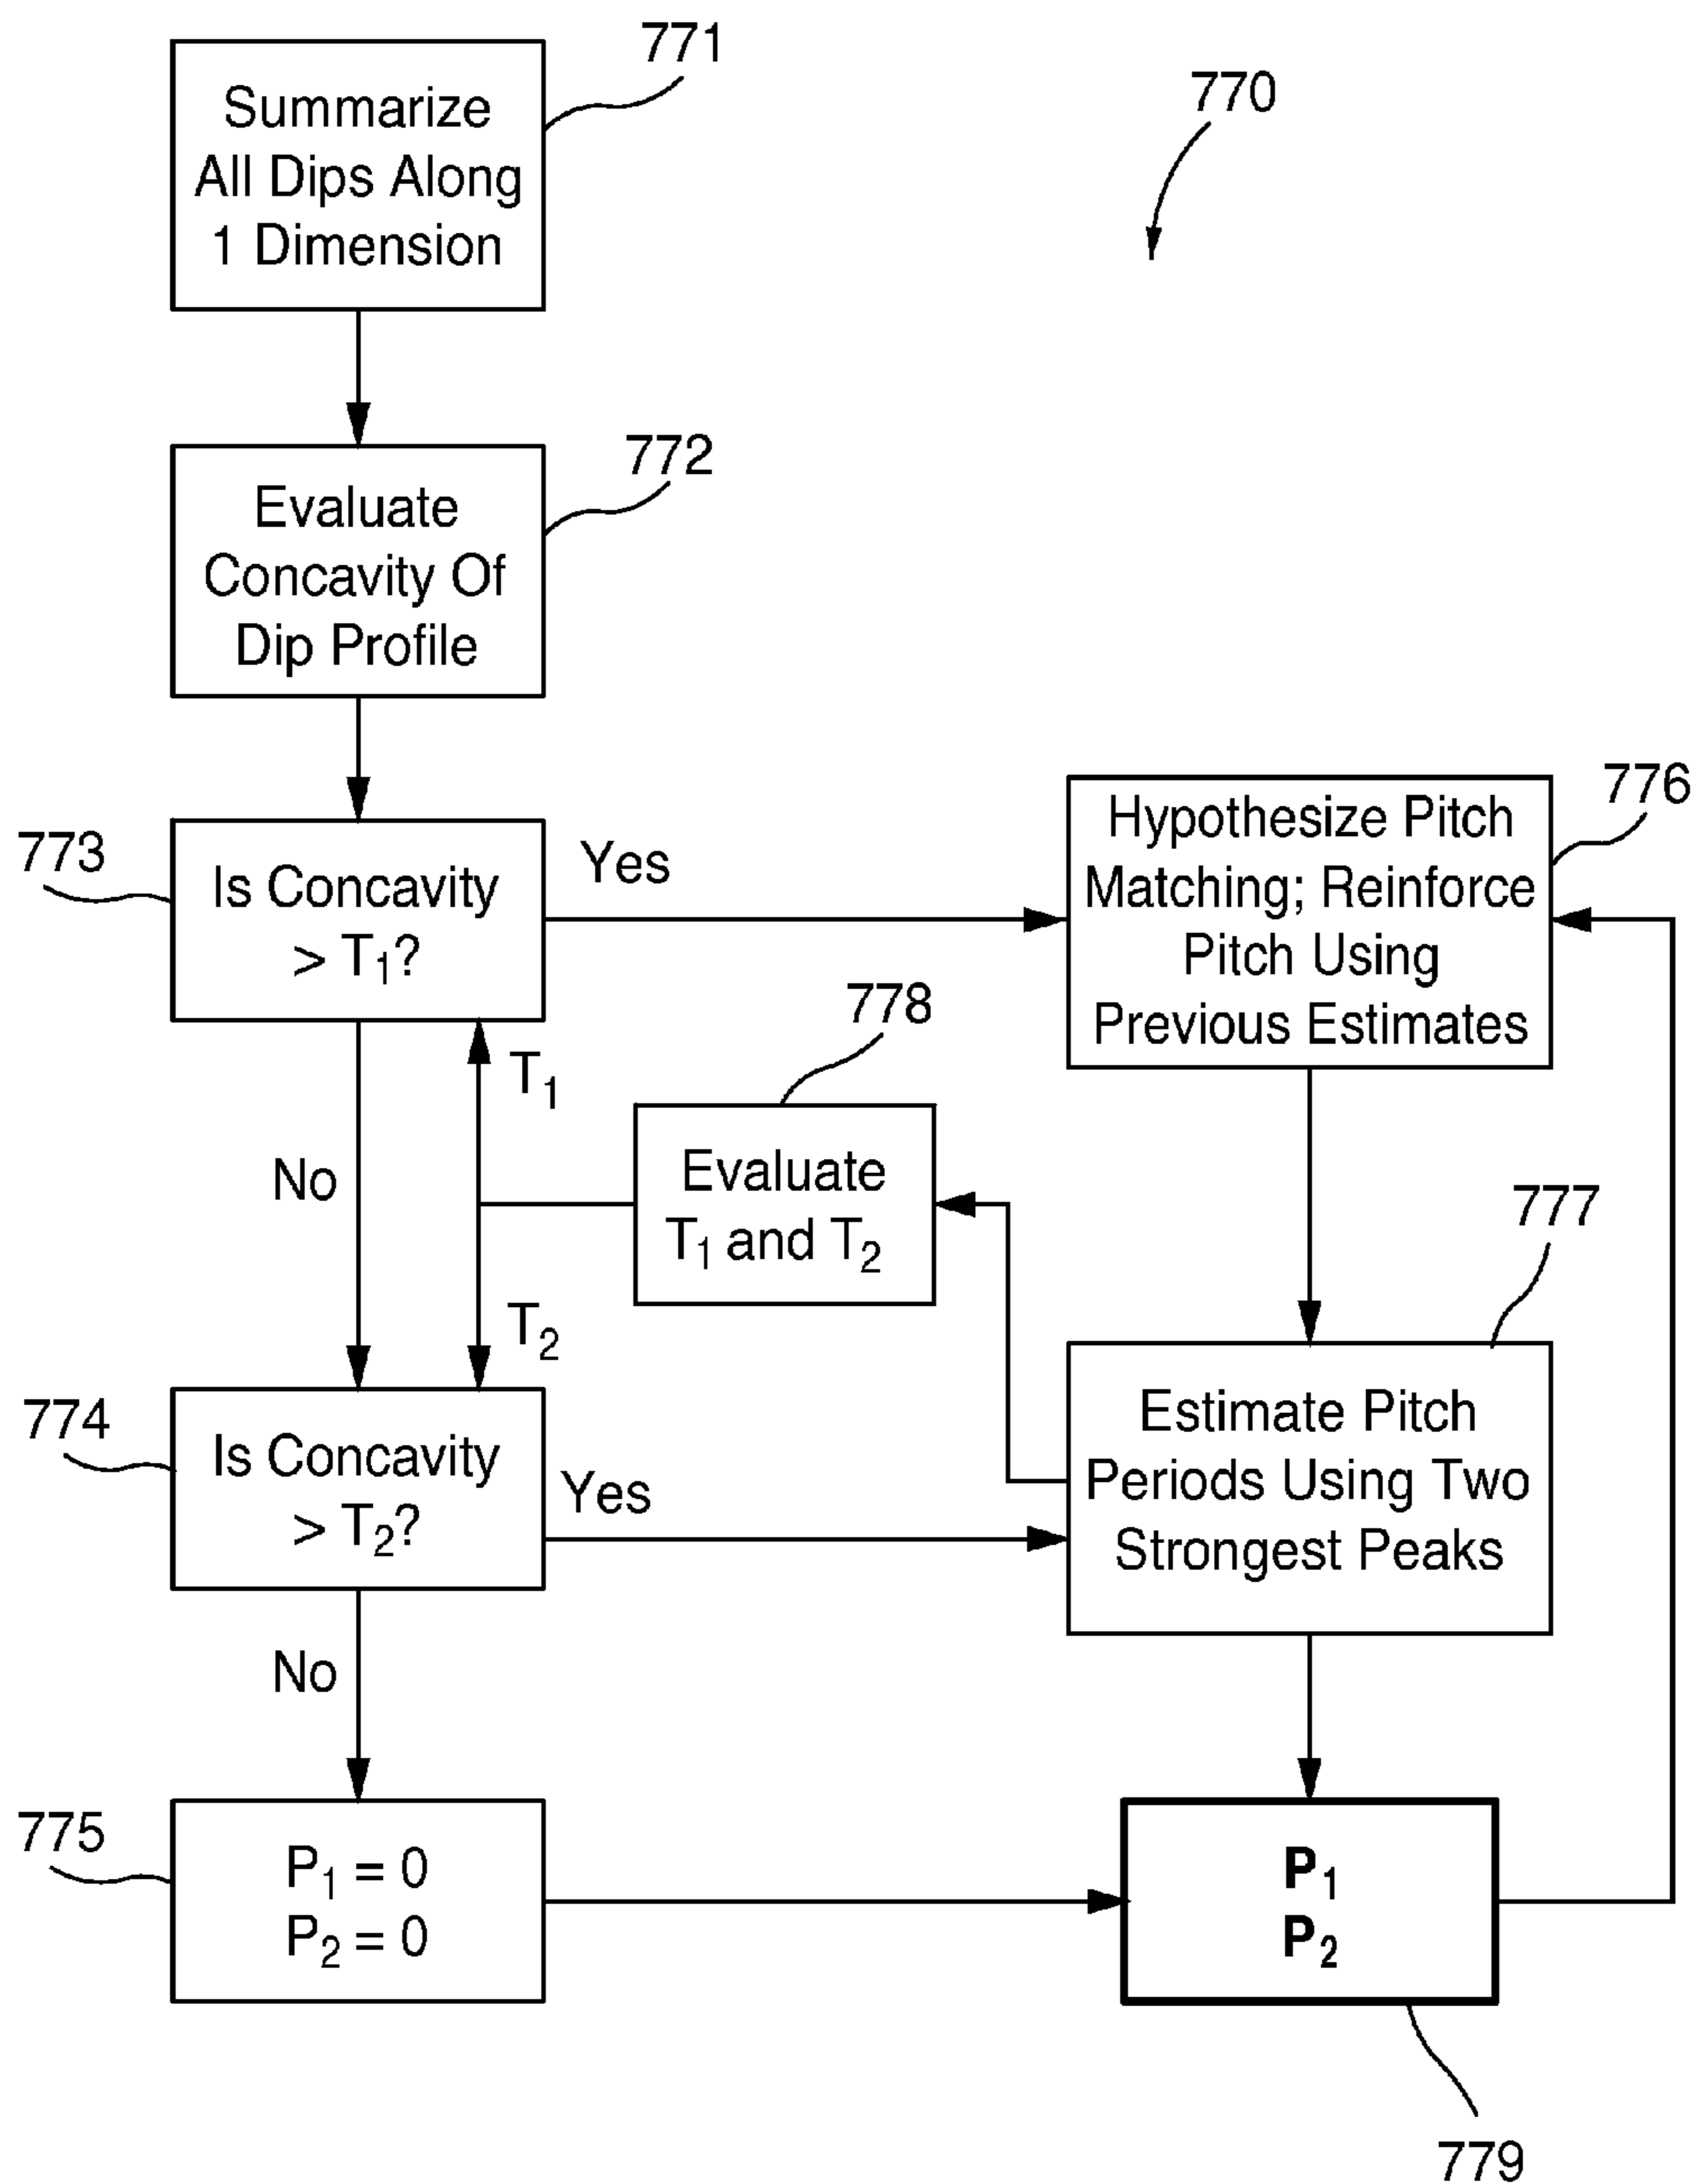 771
Summarize
All Dips Along
1 Dimension
770
772
Evaluate
Concavity Of
Dip Profile
773
Is Concavity
> T₁?
Yes
776
Hypothesize Pitch
Matching; Reinforce
Pitch Using
Previous Estimates
T₁
No
778
Evaluate
T₁ and T₂
T₂
777
Estimate Pitch
Periods Using Two
Strongest Peaks
774
Is Concavity
> T₂?
Yes
No
775
P₁ = 0
P₂ = 0
P₁
P₂
779